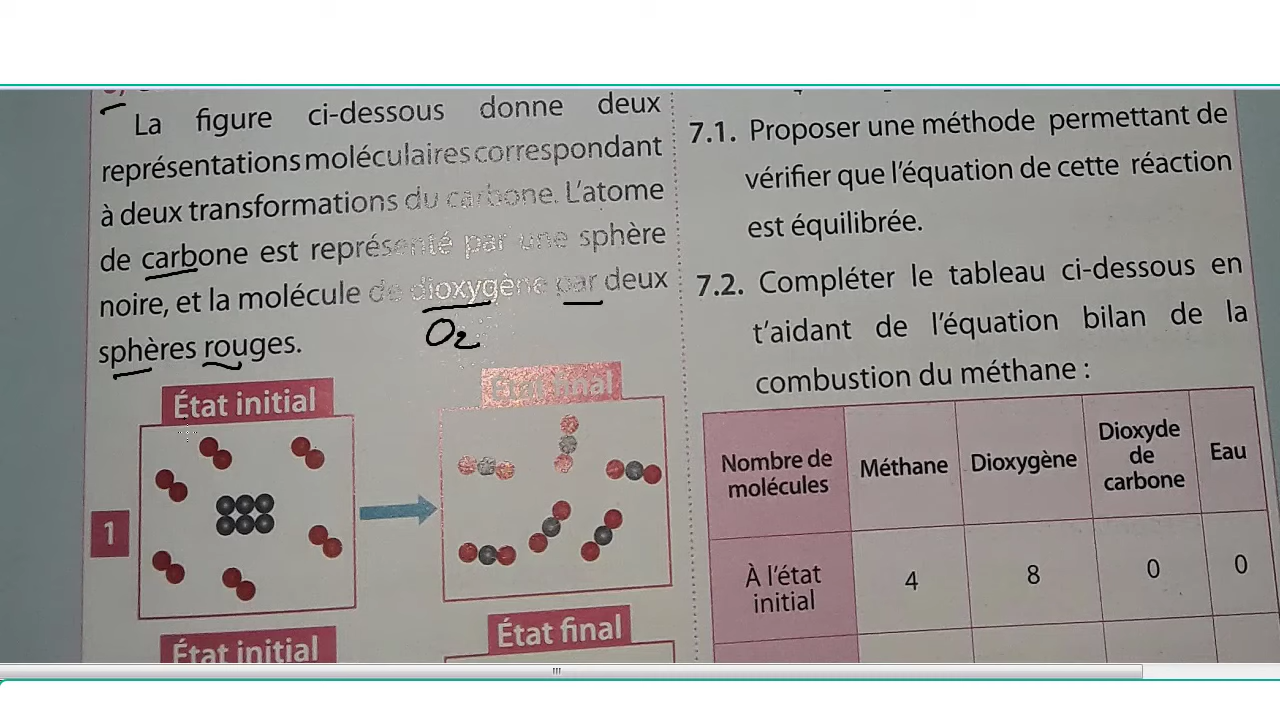 La figure ci-dessous donne deux
représentations moléculaires correspondant
à deux transformations du carbone. L'atome
de carbone est représenté par une sphère
noire, et la molécule de dioxygène par deux
sphères rouges.
O2
État initial
État final
1
État initial
État final
7.1. Proposer une méthode permettant de
vérifier que l'équation de cette réaction
est équilibrée.
7.2. Compléter le tableau ci-dessous en
t'aidant de l'équation bilan de la
combustion du méthane :
Nombre de molécules
Méthane
Dioxygène
Dioxyde de carbone
Eau
À l'état initial
4
8
0
0